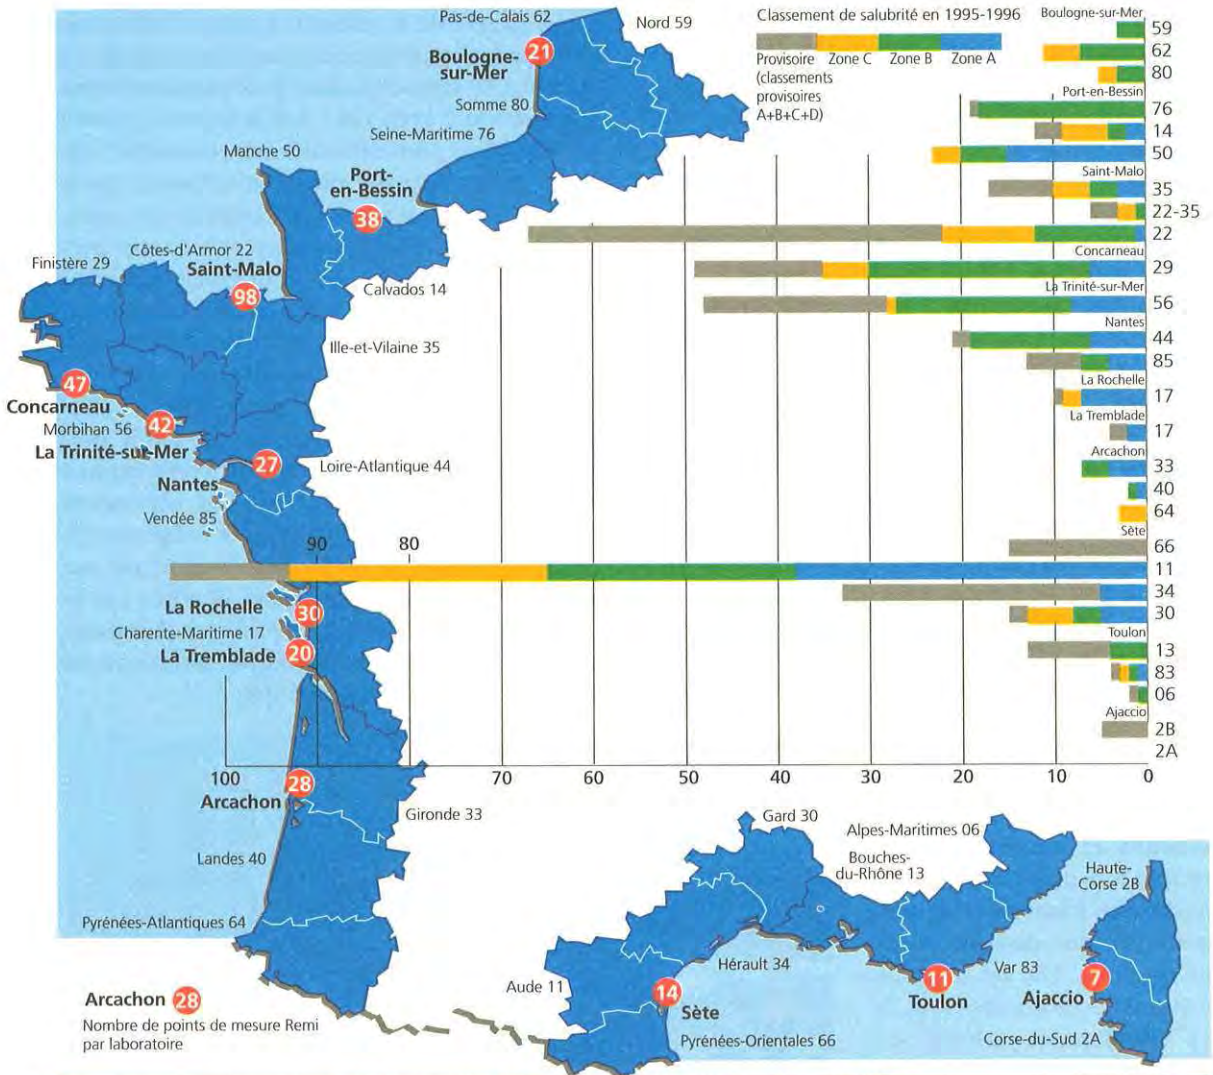 Pas-de-Calais 62
Nord 59
21
Boulogne-
sur-Mer
Somme 80
Seine-Maritime 76
Manche 50
Port-
en-Bessin
38
Côtes-d'Armor 22
Finistère 29
Saint-Malo
98
Calvados 14
Ille-et-Vilaine 35
47
Concarneau
42
Morbihan 56
La Trinité-sur-Mer
27
Loire-Atlantique 44
Nantes
Vendée 85
La Rochelle
30
Charente-Maritime 17
La Tremblade
20
28
Arcachon
Gironde 33
Landes 40
Pyrénées-Atlantiques 64
Arcachon 28
Nombre de points de mesure Remi
par laboratoire
Classement de salubrité en 1995-1996
Provisoire
(classements
provisoires
A+B+C+D)
Zone C
Zone B
Zone A
Boulogne-sur-Mer
59
62
80
Port-en-Bessin
76
14
50
Saint-Malo
35
22-35
22
Concarneau
29
La Trinité-sur-Mer
56
Nantes
44
85
La Rochelle
17
La Tremblade
17
Arcachon
33
40
64
Sète
66
11
34
30
Toulon
13
83
06
Ajaccio
2B
2A
70 60 50 40 30 20 10 0
90 80
100 70 60 50 40 30 20 10 0
Gard 30
Alpes-Maritimes 06
Bouches-
du-Rhône 13
Haute-
Corse 2B
Hérault 34
Var 83
Aude 11
14
Sète
11
Toulon
7
Ajaccio
Pyrénées-Orientales 66
Corse-du-Sud 2A